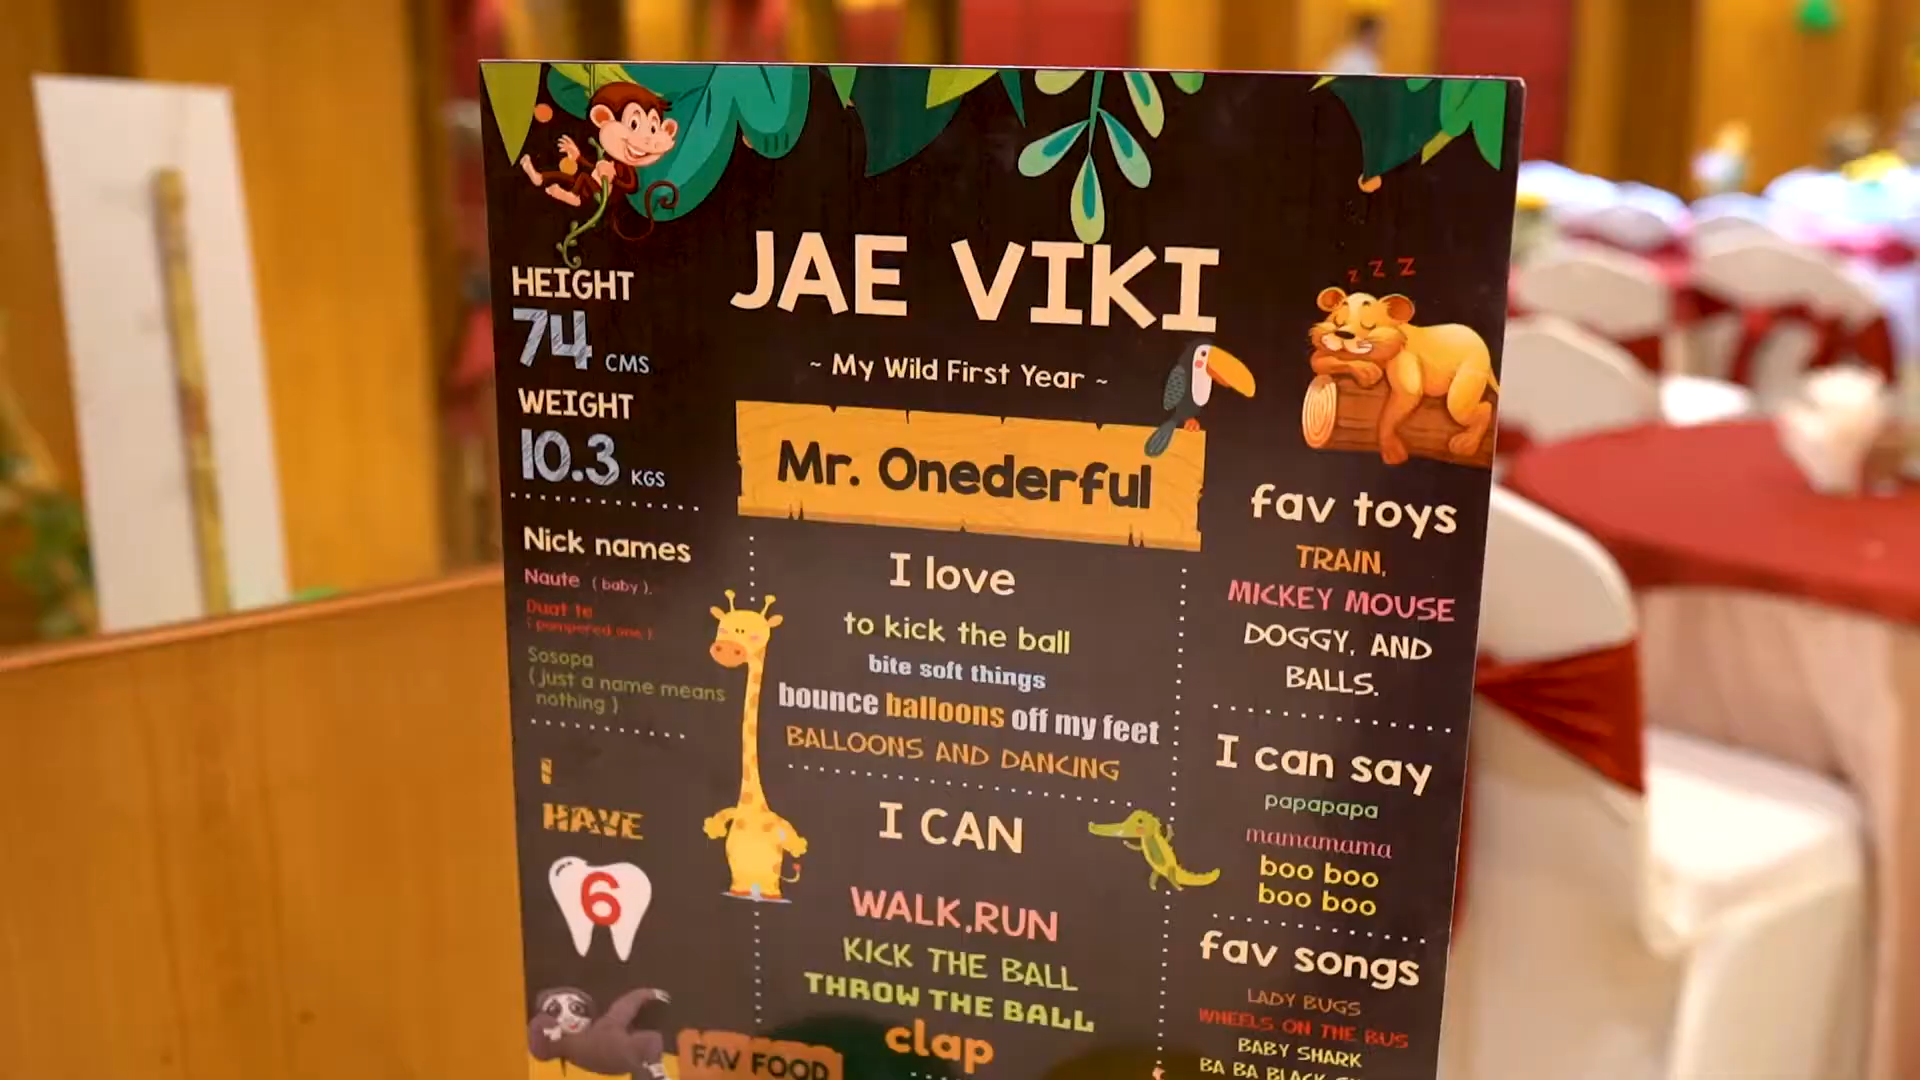 JAE VIKI
~ My Wild First Year ~
Mr. Onederful
HEIGHT
74 CMS
WEIGHT
10.3 KGS
Nick names
Naute (baby).
Duat te
(pampered one).
Sosopa
(just a name means
nothing)
I
HAVE
6
I love
to kick the ball
bite soft things
bounce balloons off my feet
BALLOONS AND DANCING
I CAN
WALK,RUN
KICK THE BALL
THROW THE BALL
clap
FAV FOOD
z z z
fav toys
TRAIN,
MICKEY MOUSE
DOGGY, AND
BALLS.
I can say
papapapa
mamamama
boo boo
boo boo
fav songs
LADY BUGS
WHEELS ON THE BUS
BABY SHARK
BA BA BLACK